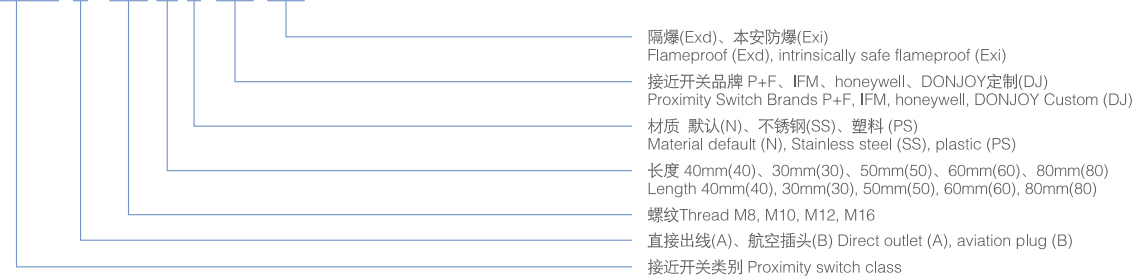 隔爆(Exd)、本安防爆(Exi)
Flameproof (Exd), intrinsically safe flameproof (Exi)
接近开关品牌 P+F、IFM、honeywell、DONJOY定制(DJ)
Proximity Switch Brands P+F, IFM, honeywell, DONJOY Custom (DJ)
材质 默认(N)、不锈钢(SS)、塑料 (PS)
Material default (N), Stainless steel (SS), plastic (PS)
长度 40mm(40)、30mm(30)、50mm(50)、60mm(60)、80mm(80)
Length 40mm(40), 30mm(30), 50mm(50), 60mm(60), 80mm(80)
螺纹Thread M8, M10, M12, M16
直接出线(A)、航空插头(B) Direct outlet (A), aviation plug (B)
接近开关类别 Proximity switch class